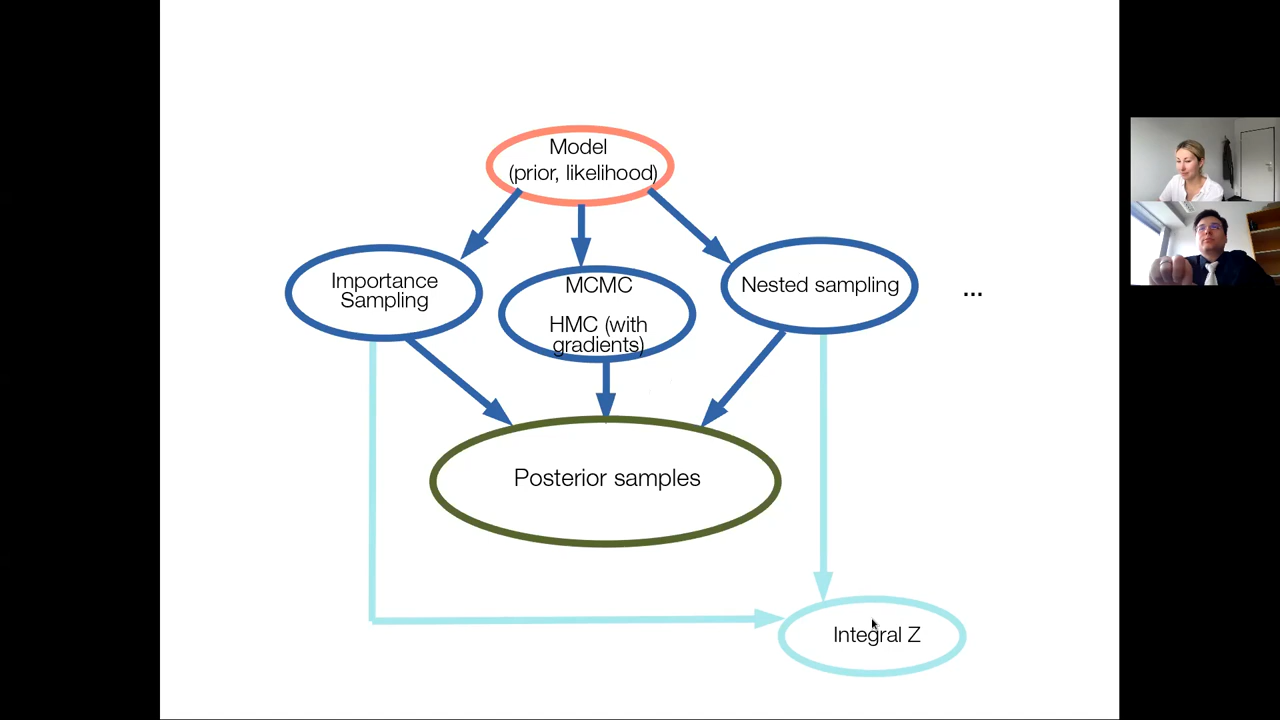 Model
(prior, likelihood)
Importance
Sampling
MCMC
HMC (with
gradients)
Nested sampling
...
Posterior samples
Integral Z